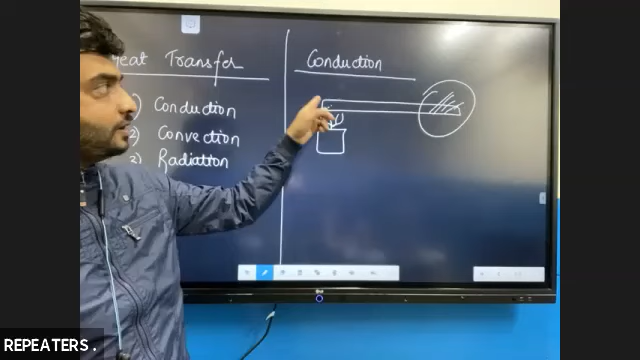 Heat Transfer
1) Conduction
2) Convection
3) Radiation
Conduction
REPEATERS.